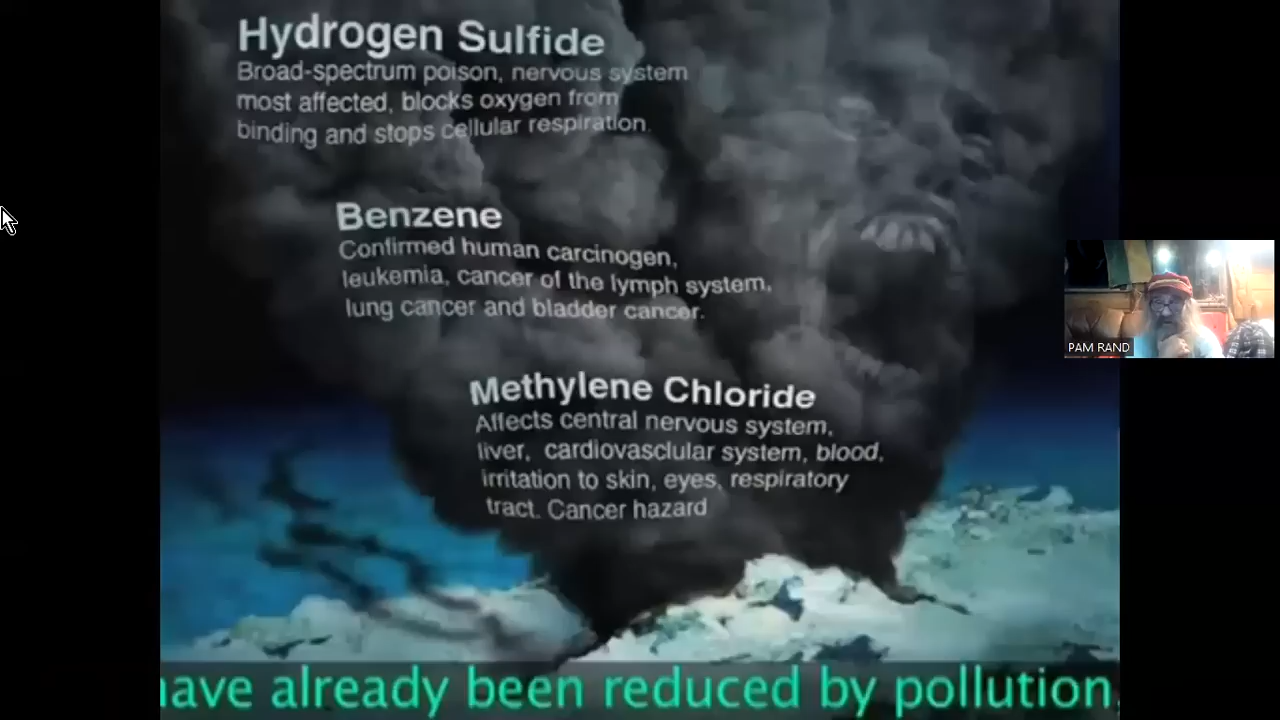 Hydrogen Sulfide
Broad-spectrum poison, nervous system
most affected, blocks oxygen from
binding and stops cellular respiration.
Benzene
Confirmed human carcinogen,
leukemia, cancer of the lymph system,
lung cancer and bladder cancer.
PAM RAND
Methylene Chloride
Affects central nervous system,
liver, cardiovasclular system, blood,
irritation to skin, eyes, respiratory
tract. Cancer hazard
have already been reduced by pollution,